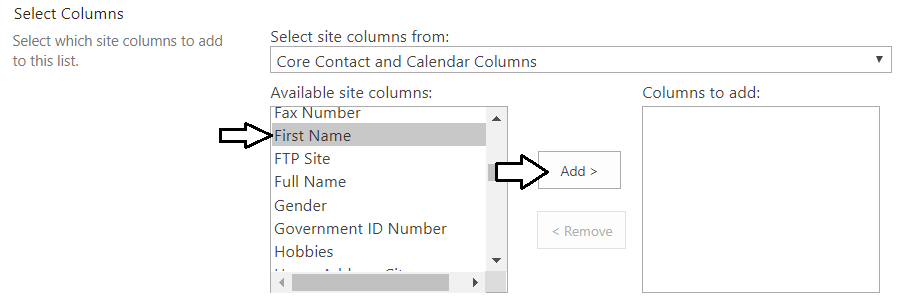 Select Columns
Select which site columns to add
to this list.
Select site columns from:
Core Contact and Calendar Columns
Available site columns:
Fax Number
First Name
FTP Site
Full Name
Gender
Government ID Number
Hobbies
Add >
< Remove
Columns to add: